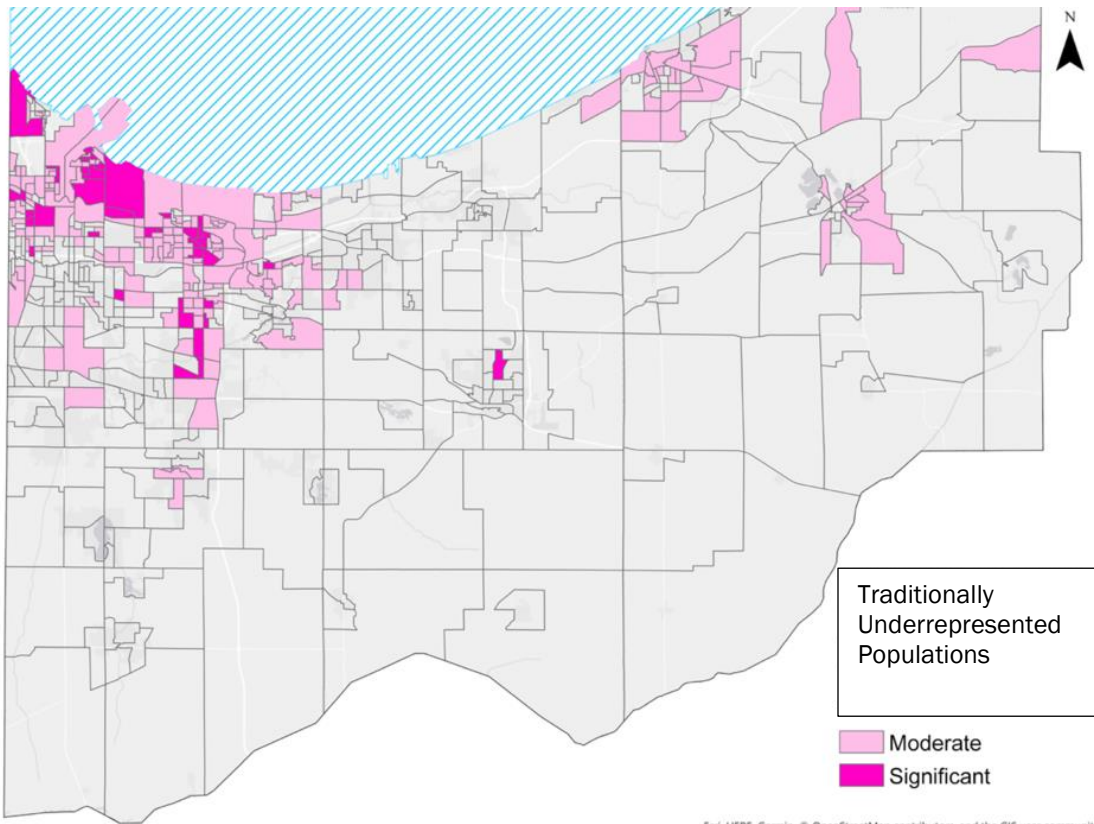 N
Traditionally
Underrepresented
Populations
Moderate
Significant